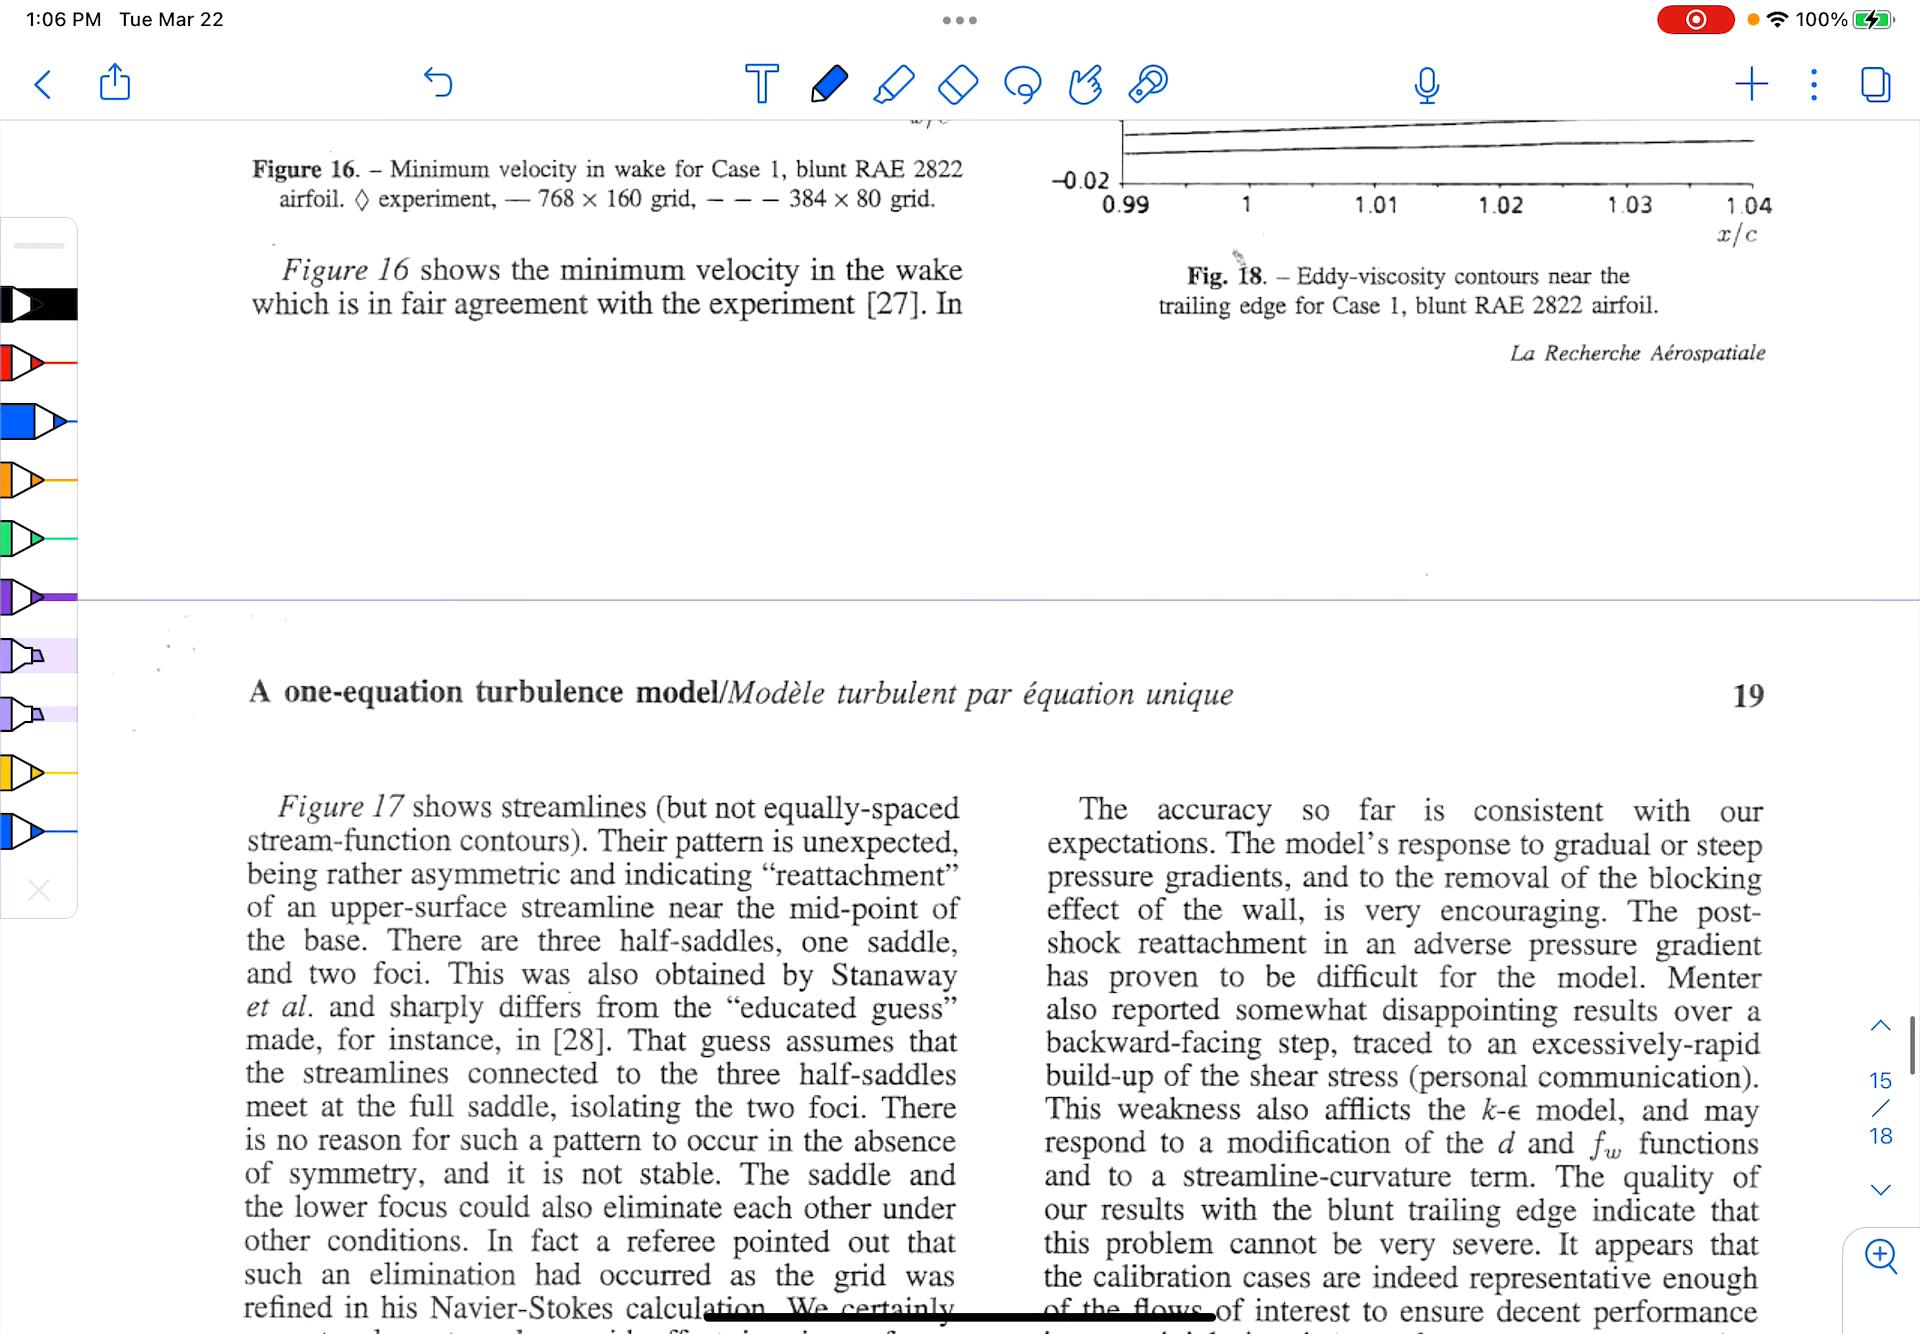 1:06 PM Tue Mar 22
100%
Figure 16. – Minimum velocity in wake for Case 1, blunt RAE 2822
airfoil. ◊ experiment, — 768 × 160 grid, – – – 384 × 80 grid.
Figure 16 shows the minimum velocity in the wake
which is in fair agreement with the experiment [27]. In
−0.02
0.99 1 1.01 1.02 1.03 1.04
x/c
Fig. 18. – Eddy-viscosity contours near the
trailing edge for Case 1, blunt RAE 2822 airfoil.
La Recherche Aérospatiale
A one-equation turbulence model/Modèle turbulent par équation unique 19
Figure 17 shows streamlines (but not equally-spaced
stream-function contours). Their pattern is unexpected,
being rather asymmetric and indicating “reattachment”
of an upper-surface streamline near the mid-point of
the base. There are three half-saddles, one saddle,
and two foci. This was also obtained by Stanaway
et al. and sharply differs from the “educated guess”
made, for instance, in [28]. That guess assumes that
the streamlines connected to the three half-saddles
meet at the full saddle, isolating the two foci. There
is no reason for such a pattern to occur in the absence
of symmetry, and it is not stable. The saddle and
the lower focus could also eliminate each other under
other conditions. In fact a referee pointed out that
such an elimination had occurred as the grid was
refined in his Navier-Stokes calculation. We certainly
The accuracy so far is consistent with our
expectations. The model’s response to gradual or steep
pressure gradients, and to the removal of the blocking
effect of the wall, is very encouraging. The post-
shock reattachment in an adverse pressure gradient
has proven to be difficult for the model. Menter
also reported somewhat disappointing results over a
backward-facing step, traced to an excessively-rapid
build-up of the shear stress (personal communication).
This weakness also afflicts the k-ϵ model, and may
respond to a modification of the d and f_w functions
and to a streamline-curvature term. The quality of
our results with the blunt trailing edge indicate that
this problem cannot be very severe. It appears that
the calibration cases are indeed representative enough
of the flows of interest to ensure decent performance
15
/
18